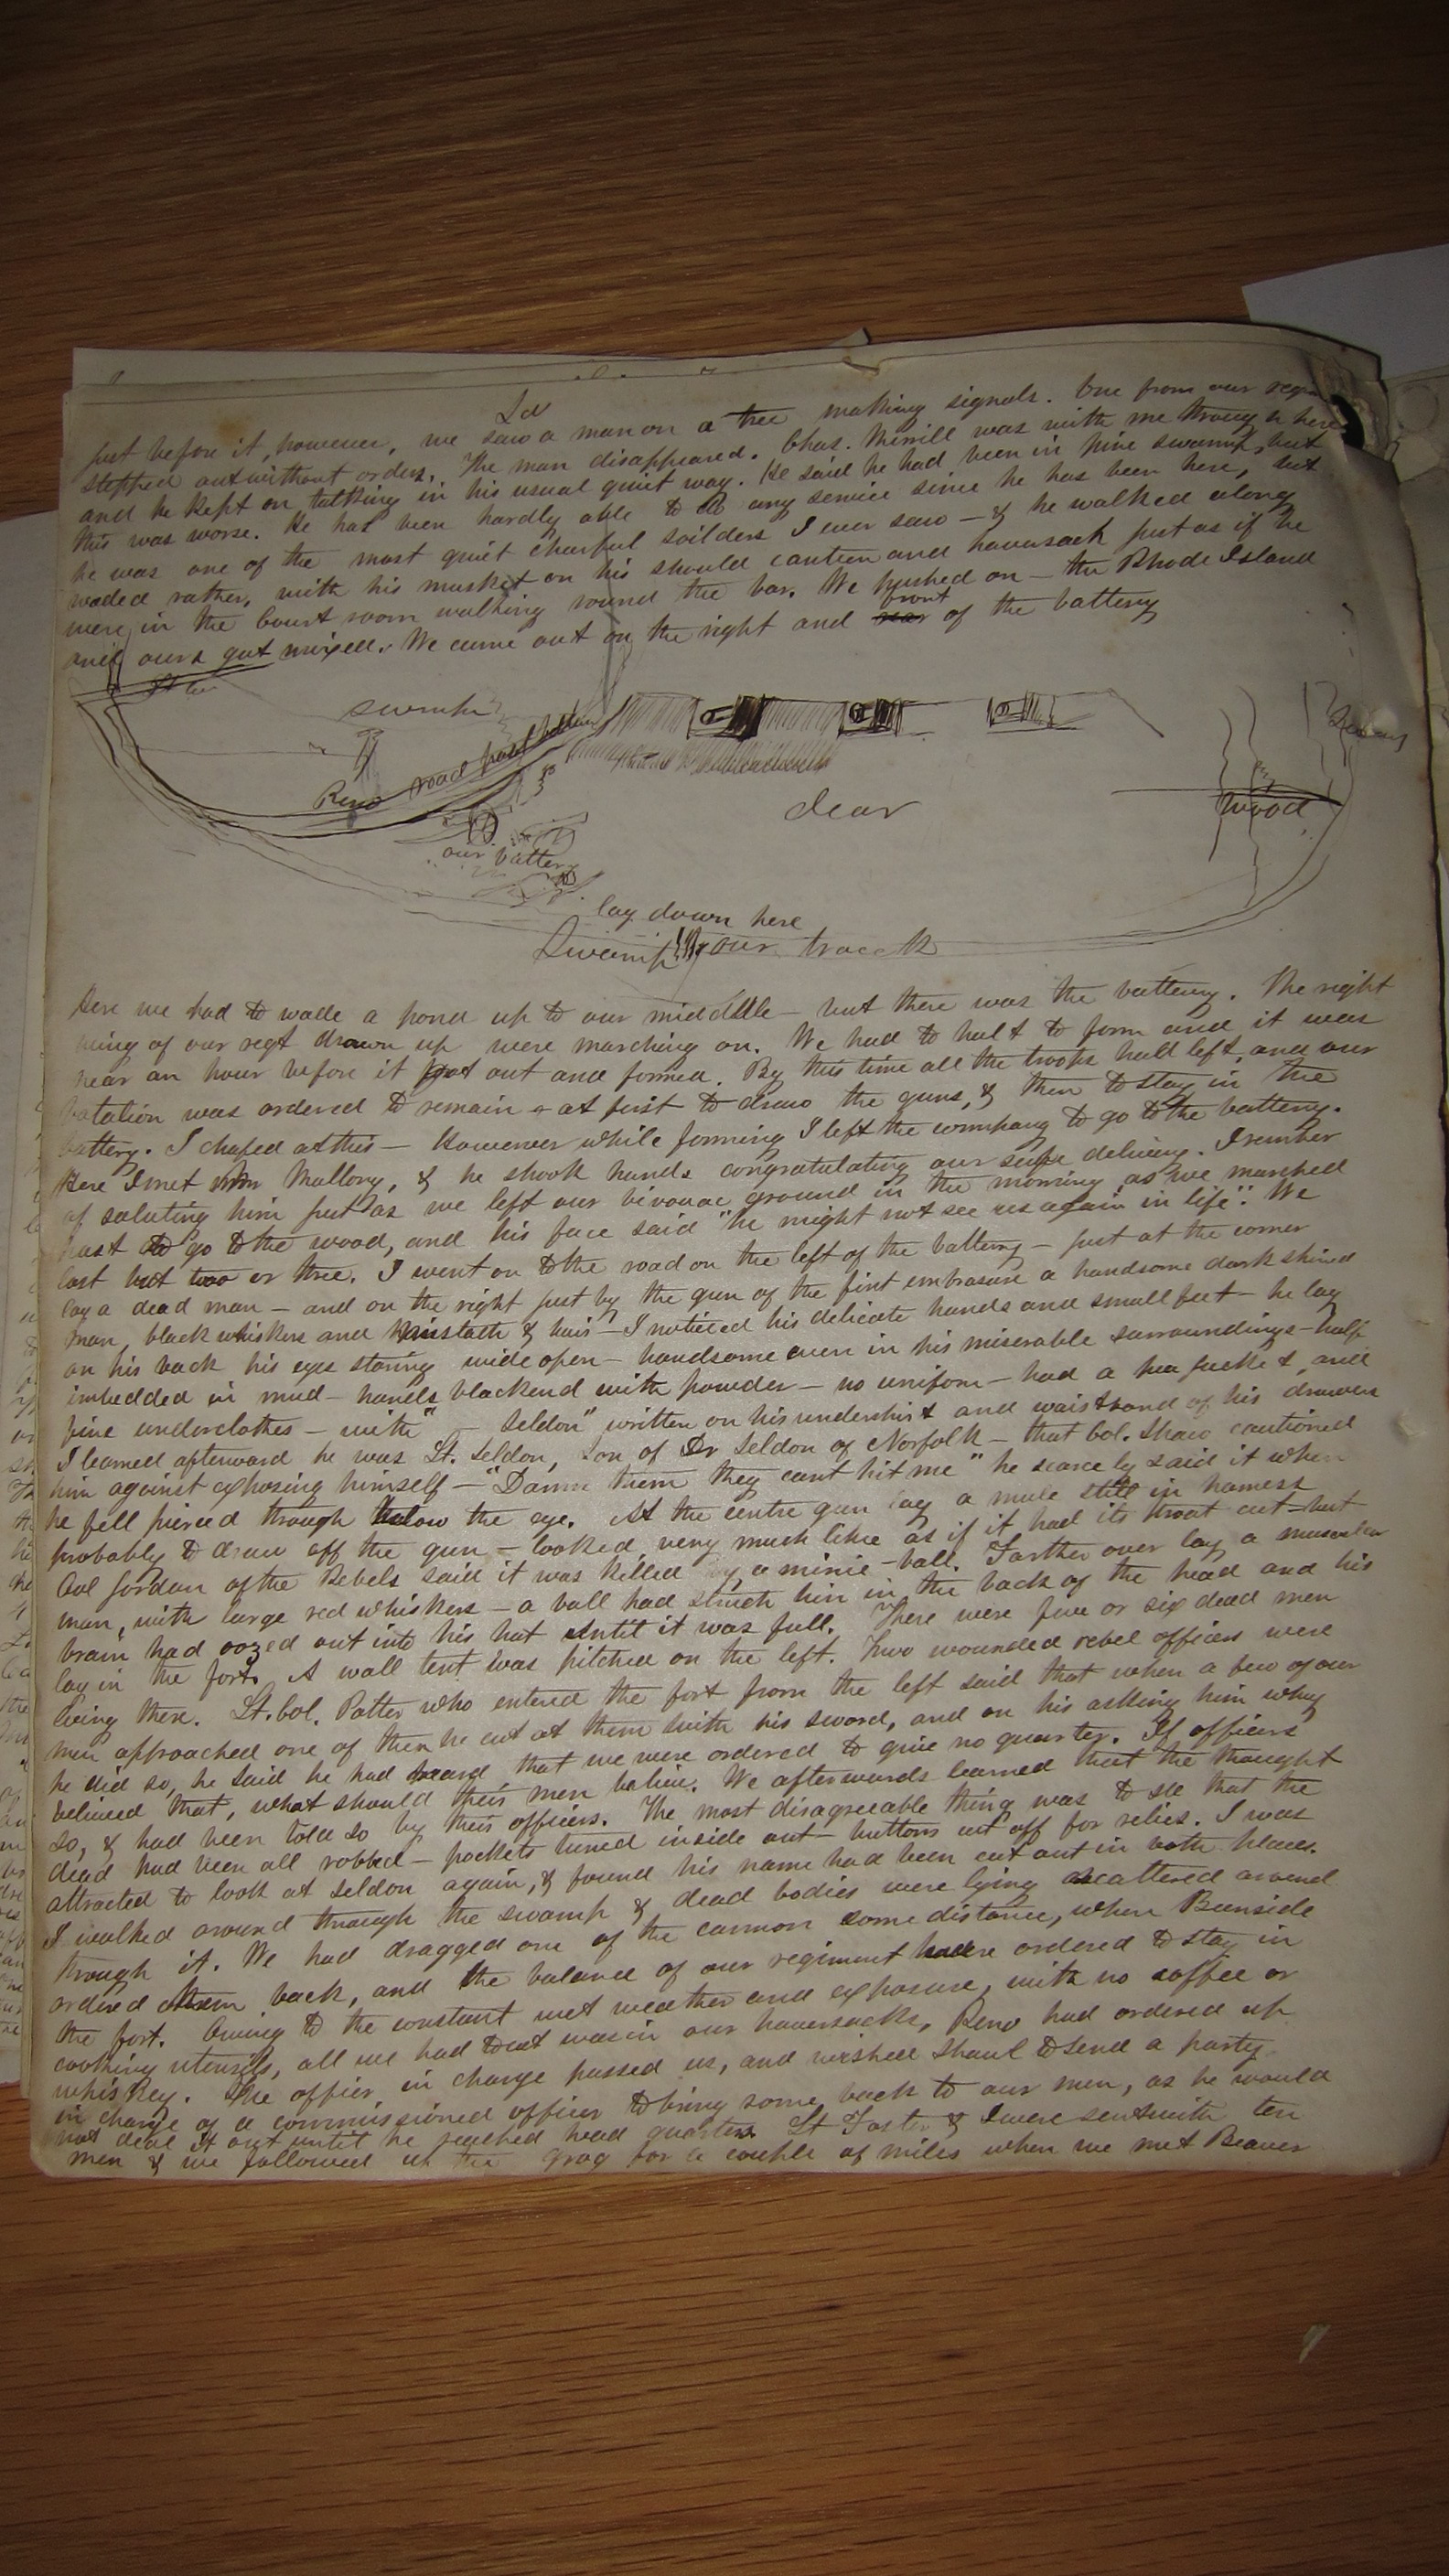 2d
just before it, however, we saw a man on a tree making signals. One from our regt
stepped out without orders. The man disappeared. Chas. Merrill was with me through here
and he kept on talking in his usual quiet way. He said he had been in pine swamp, but
this was worse. He has been hardly able to do any service since he has been here, but
he was one of the most quiet cheerful soilders I ever saw — & he walked along
waded rather, with his musket on his should canteen and haversack just as if he
were in the Court room walking round the bar. We pushed on — the Rhode Island
and ours got mixed. We came out on the right and rear front of the battery
swamp
Reno road
our battery
clear
wood
lay down here
Swamp our track
Here we had to wade a pond up to our midddle — but there was the battery. The right
wing of our regt drawn up were marching on. We had to halt to form and it was
near an hour before it got out and formed. By this time all the troops hadd left, and our
batalion was ordered to remain & at first to draw the guns, & then to stay in the
battery. I chafed at this — However while forming I left the company to go to the battery.
Here I met Mallory, & he shook hands congratulating our safe delivery. I rember
of saluting him just as we left our bivouac ground in the morning as we marched
past to go to the wood, and his face said "he might not see us again in life". We
lost but two or three. I went on to the road on the left of the battery — just at the corner
lay a dead man — and on the right just by the gun of the first embrasure a handsome dark skined
man, black whiskers and & hair — I noticed his delicate hands and small feet — he lay
on his back his eyes staring wide open — handsome even in his miserable surroundings — half
imbedded in mud — hands blackend with powder — no uniform — had a pea jacket, and
fine underclothes — with " — Seldon" written on his undershirt and waistband of his drawers
I learned afterward he was Lt. Seldon, Son of Dr Seldon of Norfolk — that Col. Shaw cautioned
him against exposing himself — "Damn them they cant hit me" he scarcely said it when
he fell pierced through below the eye. At the centre gun lay a mule still in harness
probably to draw off the gun — looked very much like as if it had its throat cut — but
Col Jordan of the Rebels said it was killed by a minie-ball. Farther over lay a muscular
man, with large red whiskers — a ball had struck him in the back of the head and his
brain had oozed out into his hat until it was full. There were five or six dead men
lay in the fort. A wall tent was pitched on the left. Two wounded rebel officers were
lieing there. Lt. Col. Potter who entered the fort from the left said that when a few of our
men approached one of them he cut at them with his sword, and on his asking him why
he did so, he said he had heard that we were ordered to give no quarter. If officers
belived that, what should their men belive. We afterwards learned that the thought
so, & had been told so by their officers. The most disagreeable thing was to see that the
dead had been all robbed — pockets turned inside out — buttons cut off for relics. I was
attracted to look at Seldon again, & found his name had been cut out in both places.
I walked around through the swamp & dead bodies were lying scattered around
through it. We had dragged one of the cannon some distance, when Burnside
ordered them back, and the balance of our regiment were ordered to stay in
the fort. Owing to the constant wet weather and exposure, with no coffee or
cooking utensils, all we had to eat was in our haversacks, Reno had ordered up
whiskey. The officer in charge passed us, and wished Shaul to send a party
in charge of a commissioned officer to bring some back to our men, as he would
not deal it out until he reached head quarters. Lt Foster & I were sent with ten
men & we followed up the grog for a couple of miles when we met Beaver